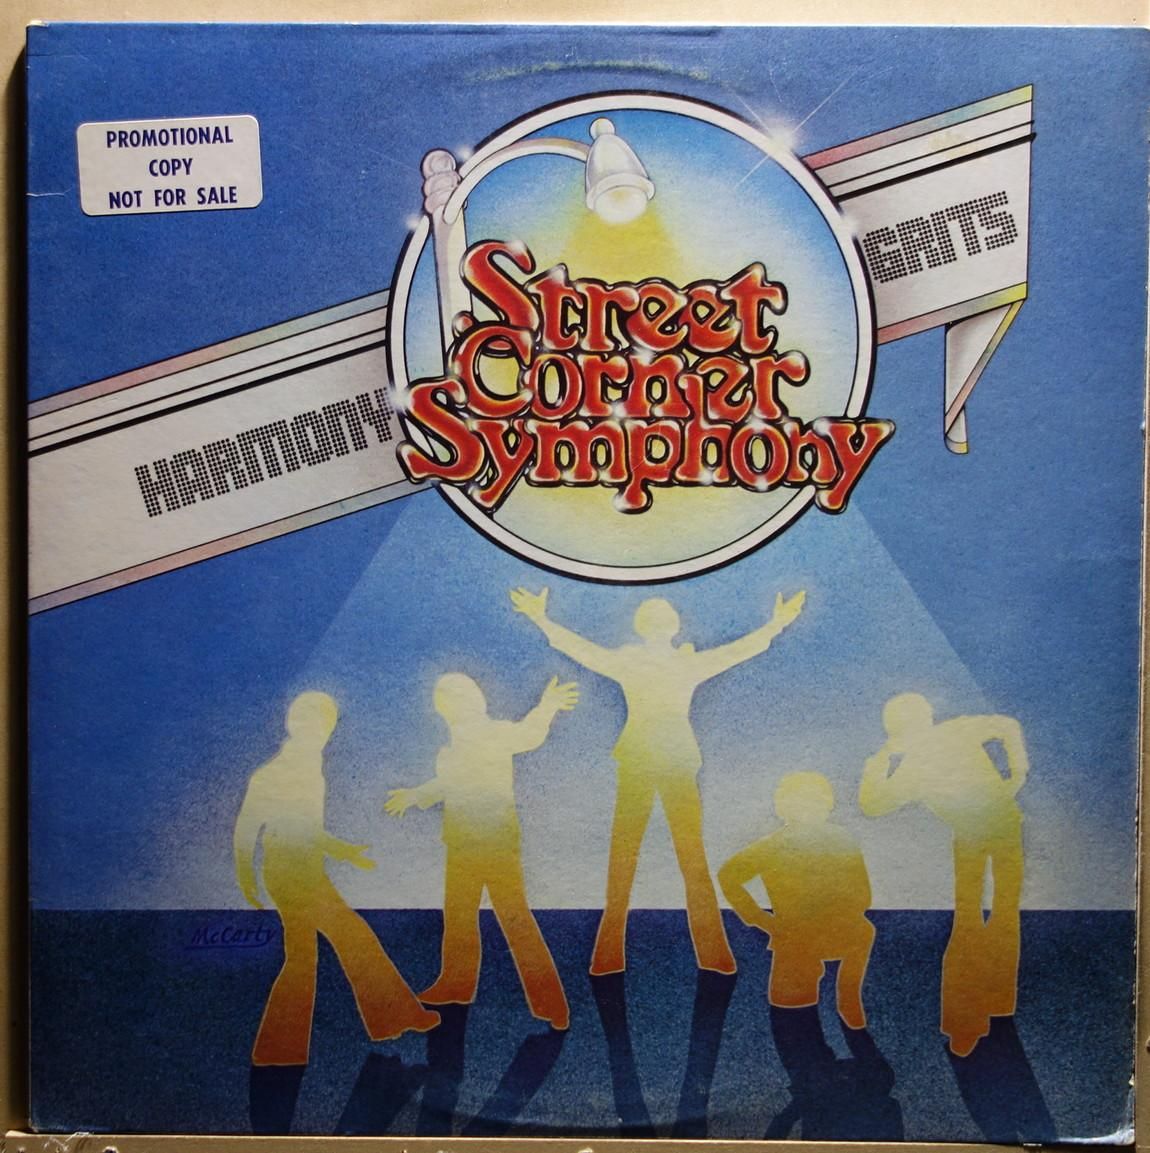 PROMOTIONAL
COPY
NOT FOR SALE
HARMONY GRITS
Street
Corner
Symphony
McCarty